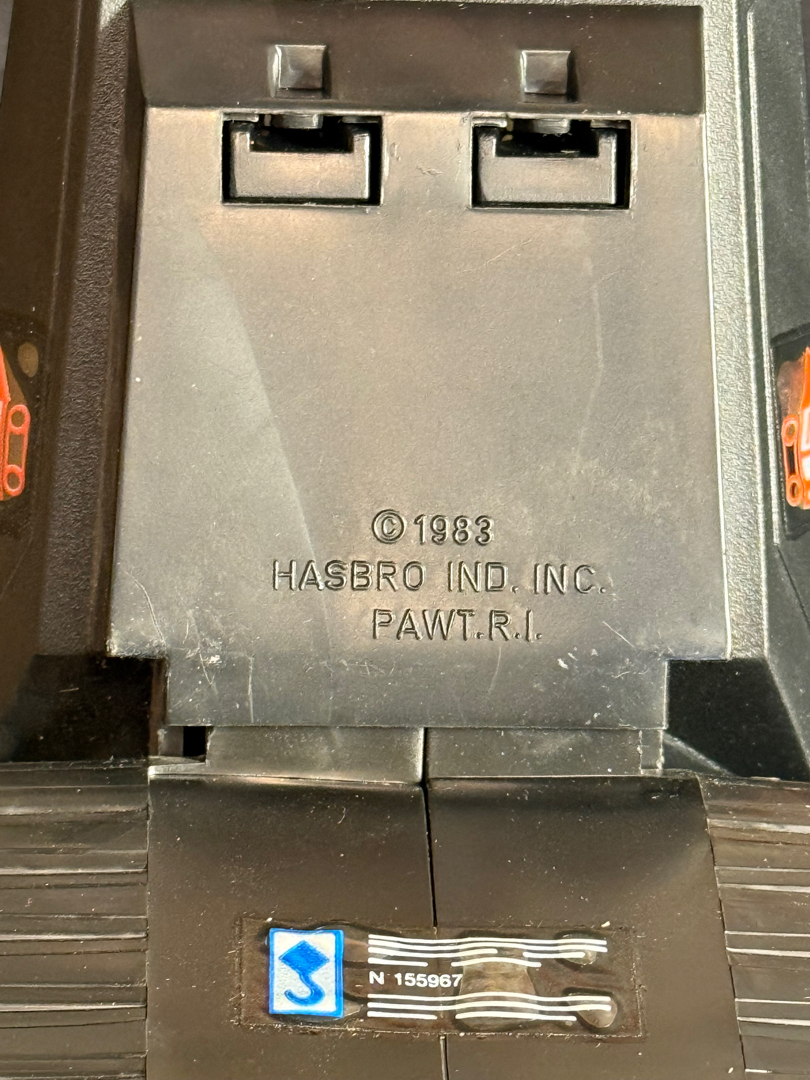 ©1983
HASBRO IND. INC.
PAWT.R.I.
N 155967